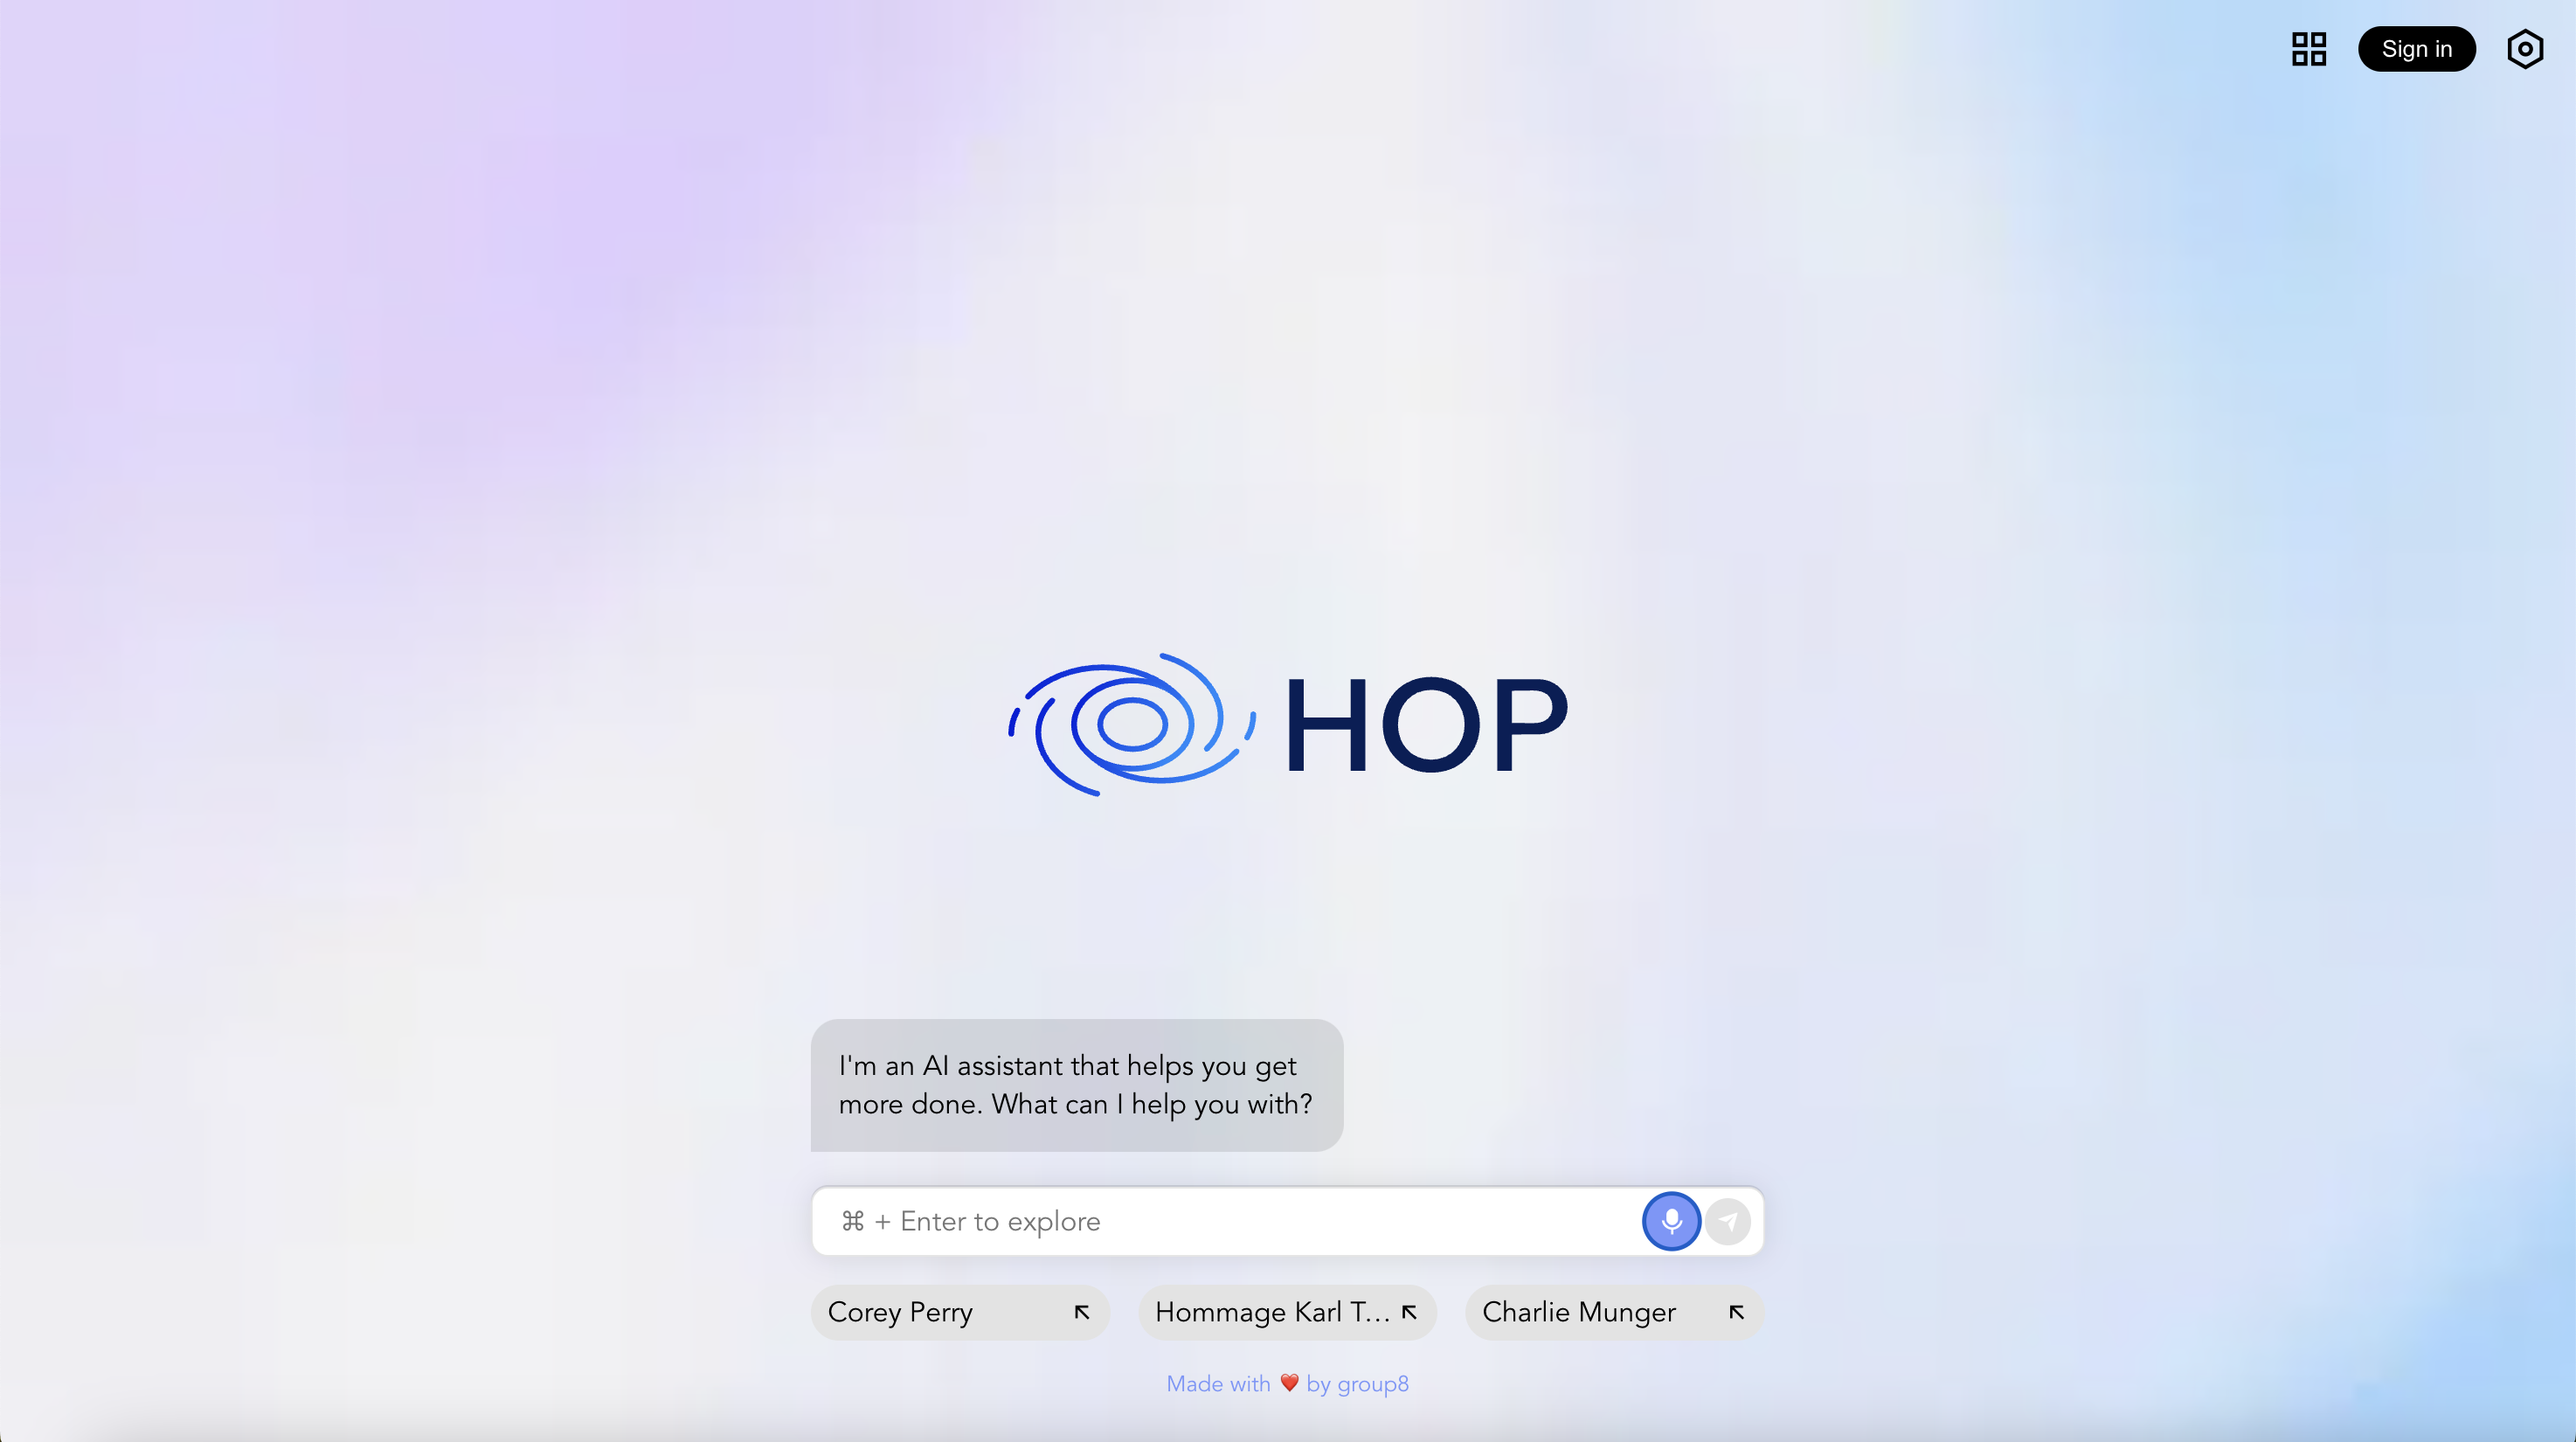 Sign in
HOP
I'm an AI assistant that helps you get
more done. What can I help you with?
⌘ + Enter to explore
Corey Perry
Hommage Karl T...
Charlie Munger
Made with ❤️ by group8